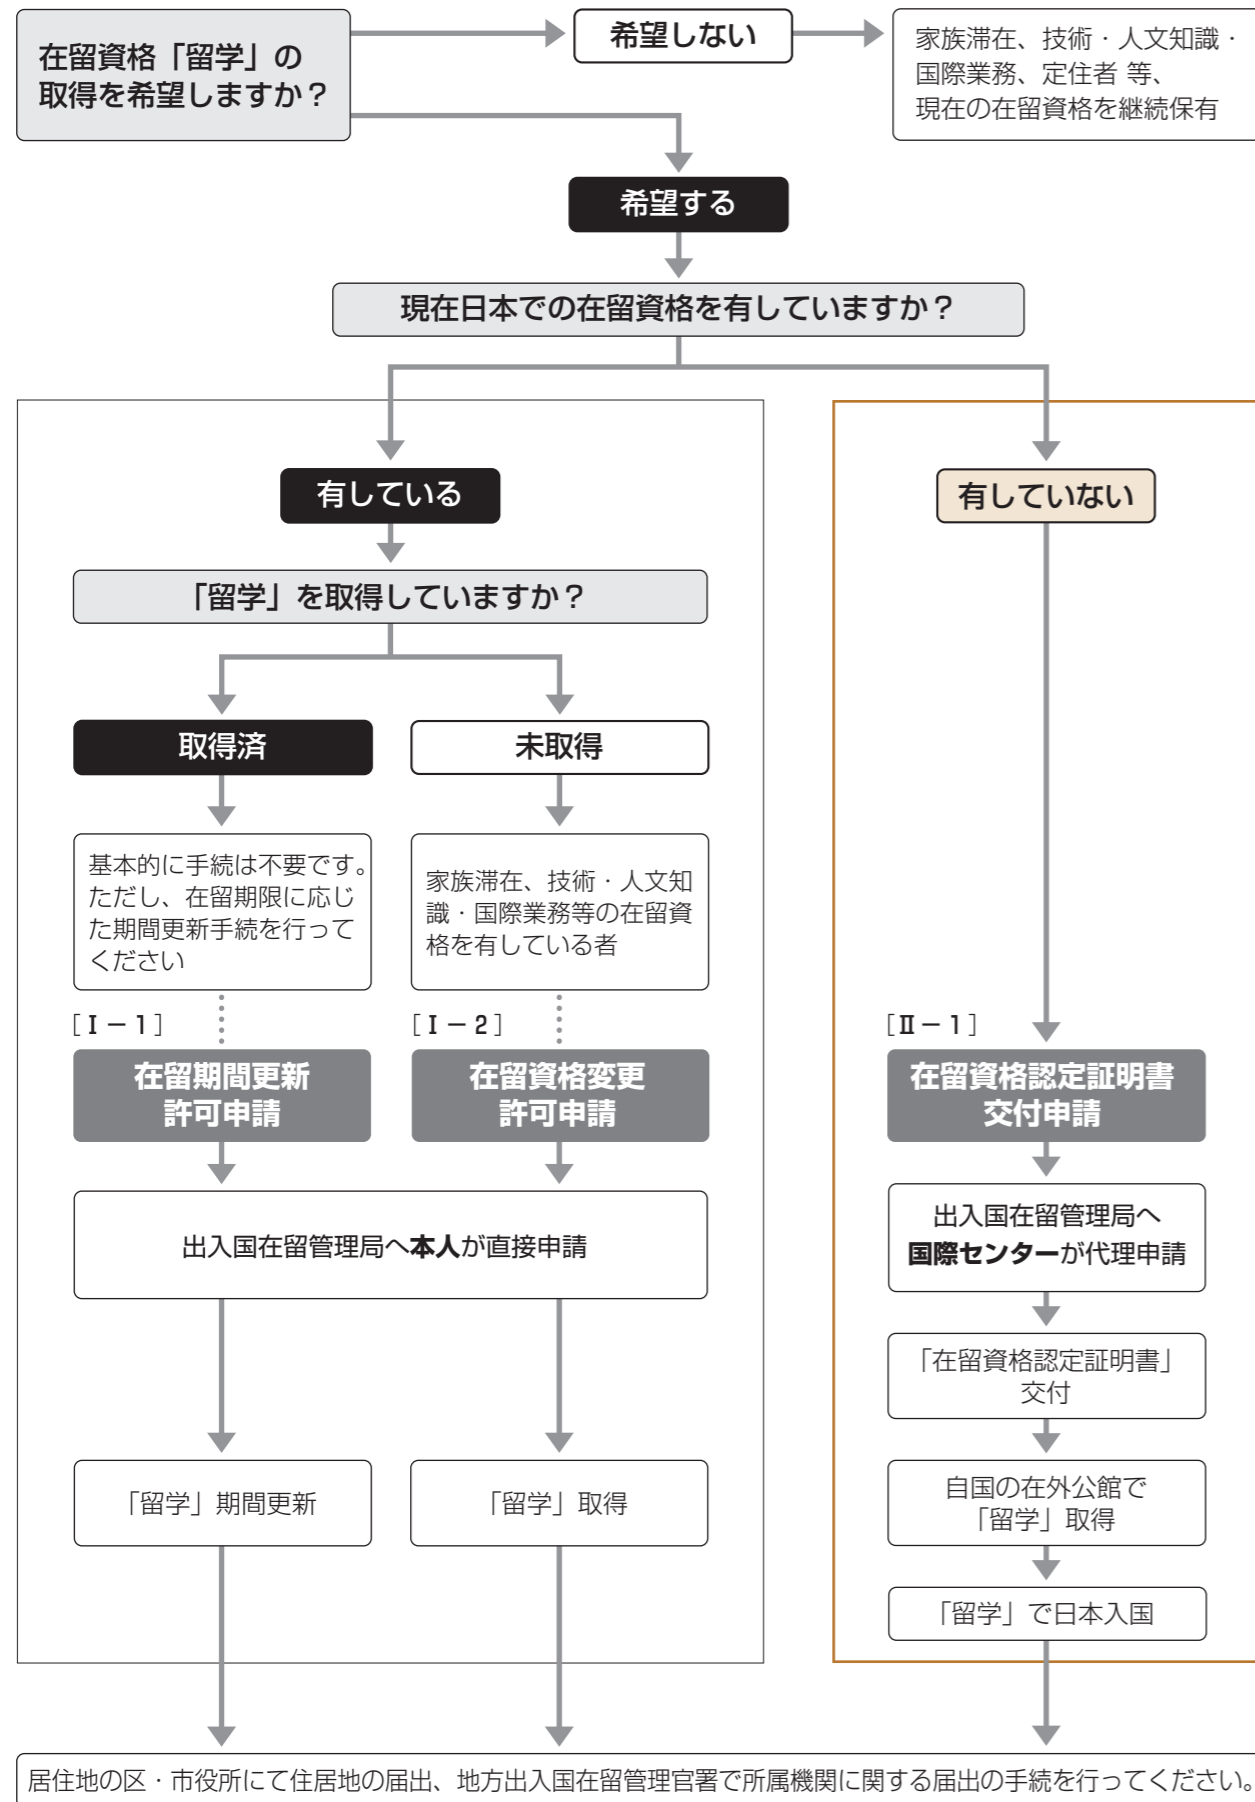 在留資格「留学」の
取得を希望しますか？
希望しない
家族滞在、技術・人文知識・
国際業務、定住者 等、
現在の在留資格を継続保有
希望する
現在日本での在留資格を有していますか？
有している
有していない
「留学」を取得していますか？
取得済
未取得
基本的に手続は不要です。
ただし、在留期限に応じ
た期間更新手続を行って
ください
家族滞在、技術・人文知
識・国際業務等の在留資
格を有している者
［Ⅰ－1］
［Ⅰ－2］
［Ⅱ－1］
在留期間更新
許可申請
在留資格変更
許可申請
在留資格認定証明書
交付申請
出入国在留管理局へ本人が直接申請
出入国在留管理局へ
国際センターが代理申請
「在留資格認定証明書」
交付
「留学」期間更新
「留学」取得
自国の在外公館で
「留学」取得
「留学」で日本入国
居住地の区・市役所にて住居地の届出、地方出入国在留管理官署で所属機関に関する届出の手続を行ってください。